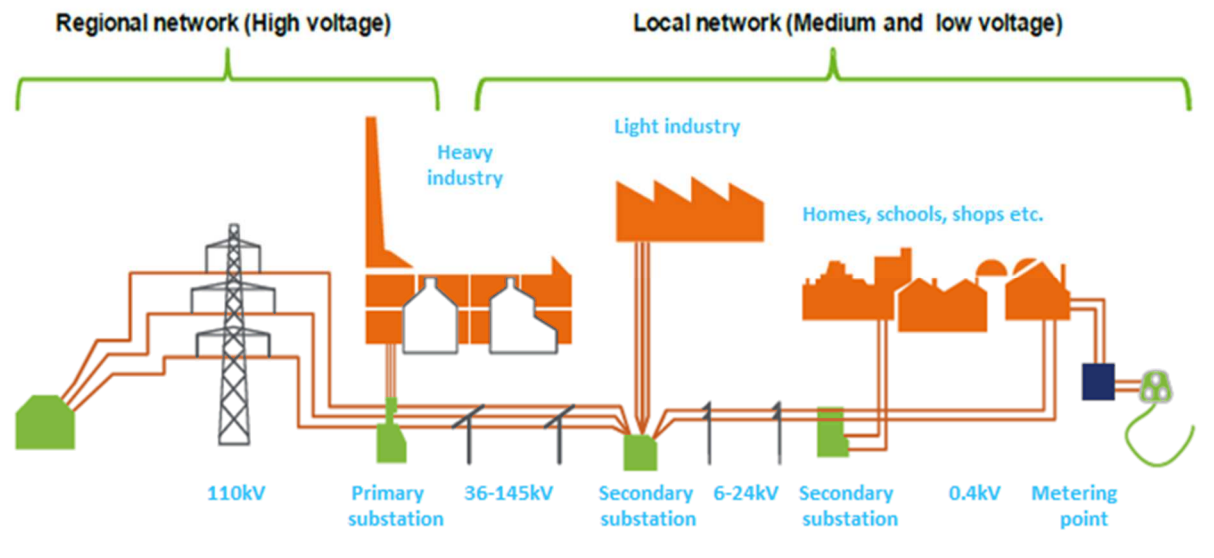 Regional network (High voltage)
Local network (Medium and low voltage)
Light industry
Heavy
industry
Homes, schools, shops etc.
110kV
Primary
substation
36-145kV
Secondary
substation
6-24kV
Secondary
substation
0.4kV
Metering
point